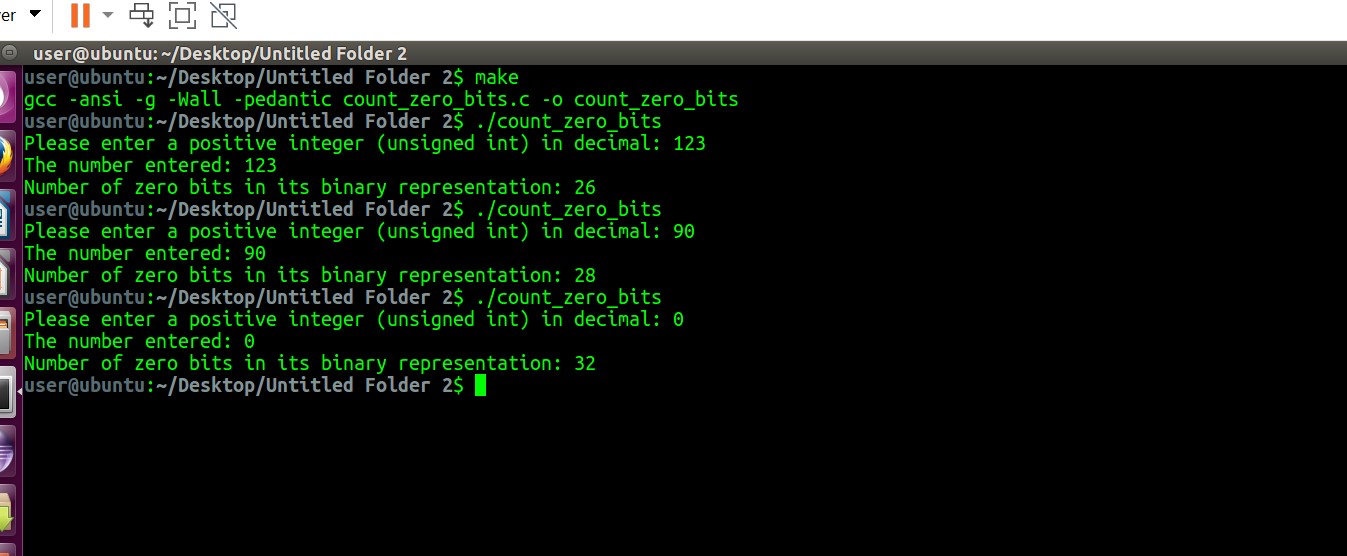 user@ubuntu: ~/Desktop/Untitled Folder 2
user@ubuntu:~/Desktop/Untitled Folder 2$ make
gcc -ansi -g -Wall -pedantic count_zero_bits.c -o count_zero_bits
user@ubuntu:~/Desktop/Untitled Folder 2$ ./count_zero_bits
Please enter a positive integer (unsigned int) in decimal: 123
The number entered: 123
Number of zero bits in its binary representation: 26
user@ubuntu:~/Desktop/Untitled Folder 2$ ./count_zero_bits
Please enter a positive integer (unsigned int) in decimal: 90
The number entered: 90
Number of zero bits in its binary representation: 28
user@ubuntu:~/Desktop/Untitled Folder 2$ ./count_zero_bits
Please enter a positive integer (unsigned int) in decimal: 0
The number entered: 0
Number of zero bits in its binary representation: 32
user@ubuntu:~/Desktop/Untitled Folder 2$